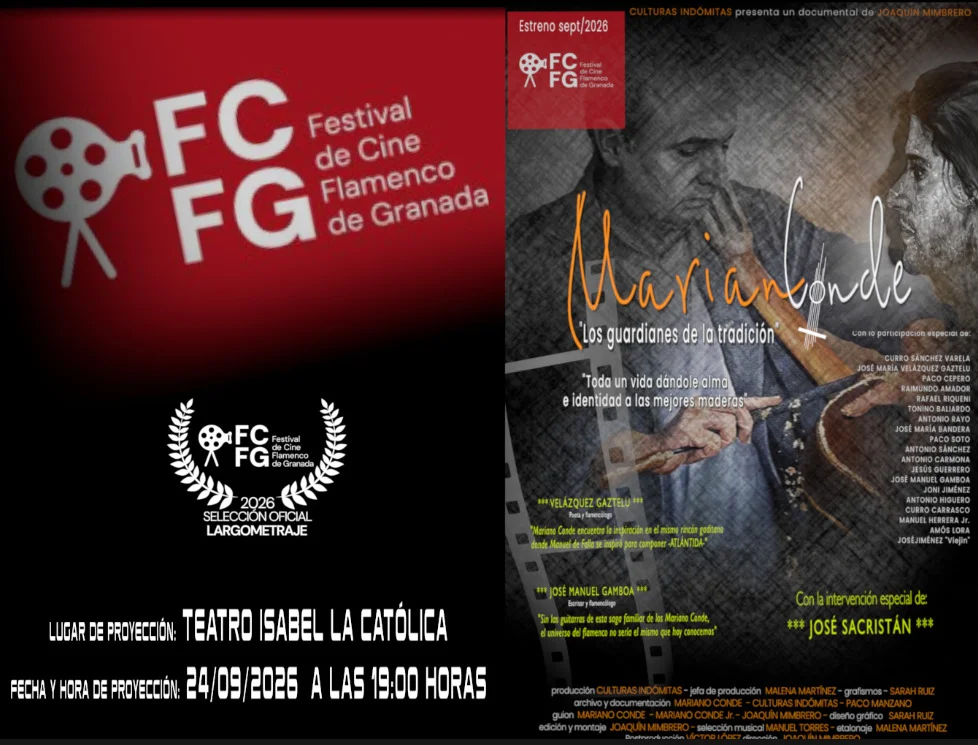 FC
FG
Festival
de Cine
Flamenco
de Granada
FC
FG
Festival
de Cine
Flamenco
de Granada
2026
SELECCIÓN OFICIAL
LARGOMETRAJE
LUGAR DE PROYECCIÓN: TEATRO ISABEL LA CATÓLICA
FECHA Y HORA DE PROYECCIÓN: 24/09/2026 A LAS 19:00 HORAS
CULTURAS INDÓMITAS presenta un documental de JOAQUÍN MIMBRERO
Estreno sept/2026
FC
FG
Festival
de Cine
Flamenco
de Granada
Mariano Conde
"Los guardianes de la tradición"
"Toda un vida dándole alma
e identidad a las mejores maderas"
Con la participación especial de:
CURRO SÁNCHEZ VARELA
JOSÉ MARÍA VELÁZQUEZ GAZTELU
PACO CEPERO
RAIMUNDO AMADOR
RAFAEL RIQUENI
TONINO BALIARDO
ANTONIO RAYO
JOSÉ MARÍA BANDERA
PACO SOTO
ANTONIO SÁNCHEZ
ANTONIO CARMONA
JESÚS GUERRERO
JOSÉ MANUEL GAMBOA
JONI JIMÉNEZ
ANTONIO HIGUERO
CURRO CARRASCO
MANUEL HERRERA Jr.
AMÓS LORA
JOSÉJIMÉNEZ "Viejin"
*** VELÁZQUEZ GAZTELU ***
Poeta y flamencólogo
"Mariano Conde encuentra la inspiración en el mismo rincón gaditano
donde Manuel de Falla se inspiró para componer -ATLÁNTIDA-"
*** JOSÉ MANUEL GAMBOA ***
Escritor y flamencólogo
"Sin las guitarras de esta saga familiar de los Mariano Conde,
el universo del flamenco no sería el mismo que hoy conocemos"
Con la intervención especial de:
*** JOSÉ SACRISTÁN ***
producción CULTURAS INDÓMITAS – jefa de producción MALENA MARTÍNEZ – grafismos – SARAH RUIZ
archivo y documentación MARIANO CONDE – CULTURAS INDÓMITAS – PACO MANZANO
guion MARIANO CONDE – MARIANO CONDE Jr. – JOAQUÍN MIMBRERO – diseño gráfico SARAH RUIZ
edición y montaje JOAQUÍN MIMBRERO – selección musical MANUEL TORRES – etalonaje MALENA MARTÍNEZ
Postproducción VÍCTOR LÓPEZ dirección JOAQUÍN MIMBRERO